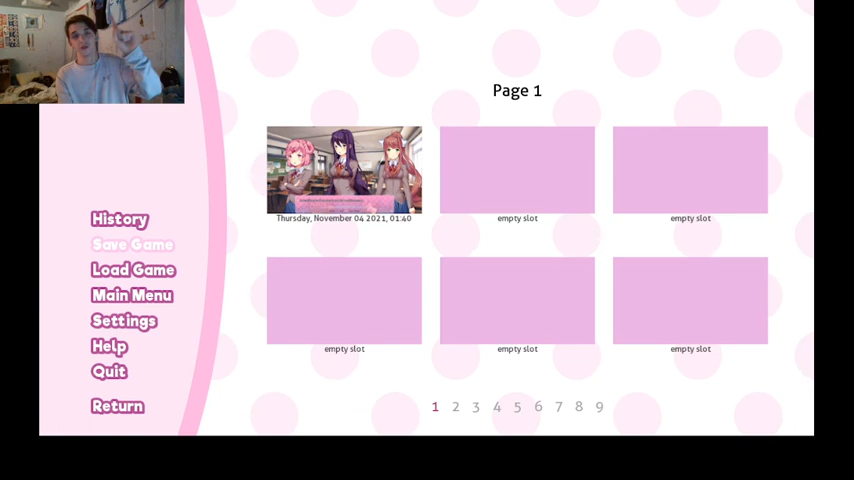 Page 1
Thursday, November 04 2021, 01:40
empty slot
empty slot
empty slot
empty slot
empty slot
History
Save Game
Load Game
Main Menu
Settings
Help
Quit
Return
1 2 3 4 5 6 7 8 9